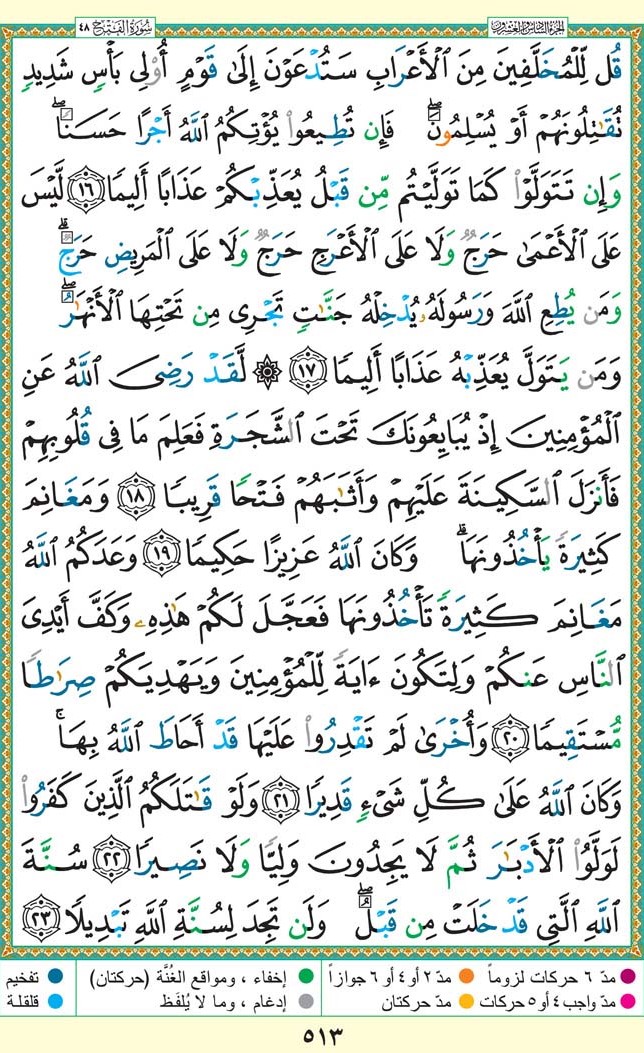 سورة الفتح ٤٨
الجزء السادس والعشرون
قُل لِّلْمُخَلَّفِينَ مِنَ ٱلْأَعْرَابِ سَتُدْعَوْنَ إِلَىٰ قَوْمٍ أُو۟لِى بَأْسٍ شَدِيدٍ
تُقَـٰتِلُونَهُمْ أَوْ يُسْلِمُونَ ۖ فَإِن تُطِيعُوا۟ يُؤْتِكُمُ ٱللَّهُ أَجْرًا حَسَنًا ۖ
وَإِن تَتَوَلَّوْا۟ كَمَا تَوَلَّيْتُم مِّن قَبْلُ يُعَذِّبْكُمْ عَذَابًا أَلِيمًا ١٦ لَّيْسَ
عَلَى ٱلْأَعْمَىٰ حَرَجٌ وَلَا عَلَى ٱلْأَعْرَجِ حَرَجٌ وَلَا عَلَى ٱلْمَرِيضِ حَرَجٌ ۗ
وَمَن يُطِعِ ٱللَّهَ وَرَسُولَهُۥ يُدْخِلْهُ جَنَّـٰتٍ تَجْرِى مِن تَحْتِهَا ٱلْأَنْهَـٰرُ ۖ
وَمَن يَتَوَلَّ يُعَذِّبْهُ عَذَابًا أَلِيمًا ١٧ ۞ لَّقَدْ رَضِىَ ٱللَّهُ عَنِ
ٱلْمُؤْمِنِينَ إِذْ يُبَايِعُونَكَ تَحْتَ ٱلشَّجَرَةِ فَعَلِمَ مَا فِى قُلُوبِهِمْ
فَأَنزَلَ ٱلسَّكِينَةَ عَلَيْهِمْ وَأَثَـٰبَهُمْ فَتْحًا قَرِيبًا ١٨ وَمَغَانِمَ
كَثِيرَةً يَأْخُذُونَهَا ۗ وَكَانَ ٱللَّهُ عَزِيزًا حَكِيمًا ١٩ وَعَدَكُمُ ٱللَّهُ
مَغَانِمَ كَثِيرَةً تَأْخُذُونَهَا فَعَجَّلَ لَكُمْ هَـٰذِهِۦ وَكَفَّ أَيْدِىَ
ٱلنَّاسِ عَنكُمْ وَلِتَكُونَ ءَايَةً لِّلْمُؤْمِنِينَ وَيَهْدِيَكُمْ صِرَٰطًا
مُّسْتَقِيمًا ٢٠ وَأُخْرَىٰ لَمْ تَقْدِرُوا۟ عَلَيْهَا قَدْ أَحَاطَ ٱللَّهُ بِهَا ۚ
وَكَانَ ٱللَّهُ عَلَىٰ كُلِّ شَىْءٍ قَدِيرًا ٢١ وَلَوْ قَـٰتَلَكُمُ ٱلَّذِينَ كَفَرُوا۟
لَوَلَّوُا۟ ٱلْأَدْبَـٰرَ ثُمَّ لَا يَجِدُونَ وَلِيًّا وَلَا نَصِيرًا ٢٢ سُنَّةَ
ٱللَّهِ ٱلَّتِى قَدْ خَلَتْ مِن قَبْلُ ۖ وَلَن تَجِدَ لِسُنَّةِ ٱللَّهِ تَبْدِيلًا ٢٣
مدّ ٦ حركات لزوماً مدّ ٢ أو ٤ أو ٦ جوازاً إخفاء ، ومواقع الغُنَّة (حركتان) تفخيم
مدّ واجب ٤ أو ٥ حركات مدّ حركتان إدغام ، وما لا يُلفَظ قلقلة
٥١٣